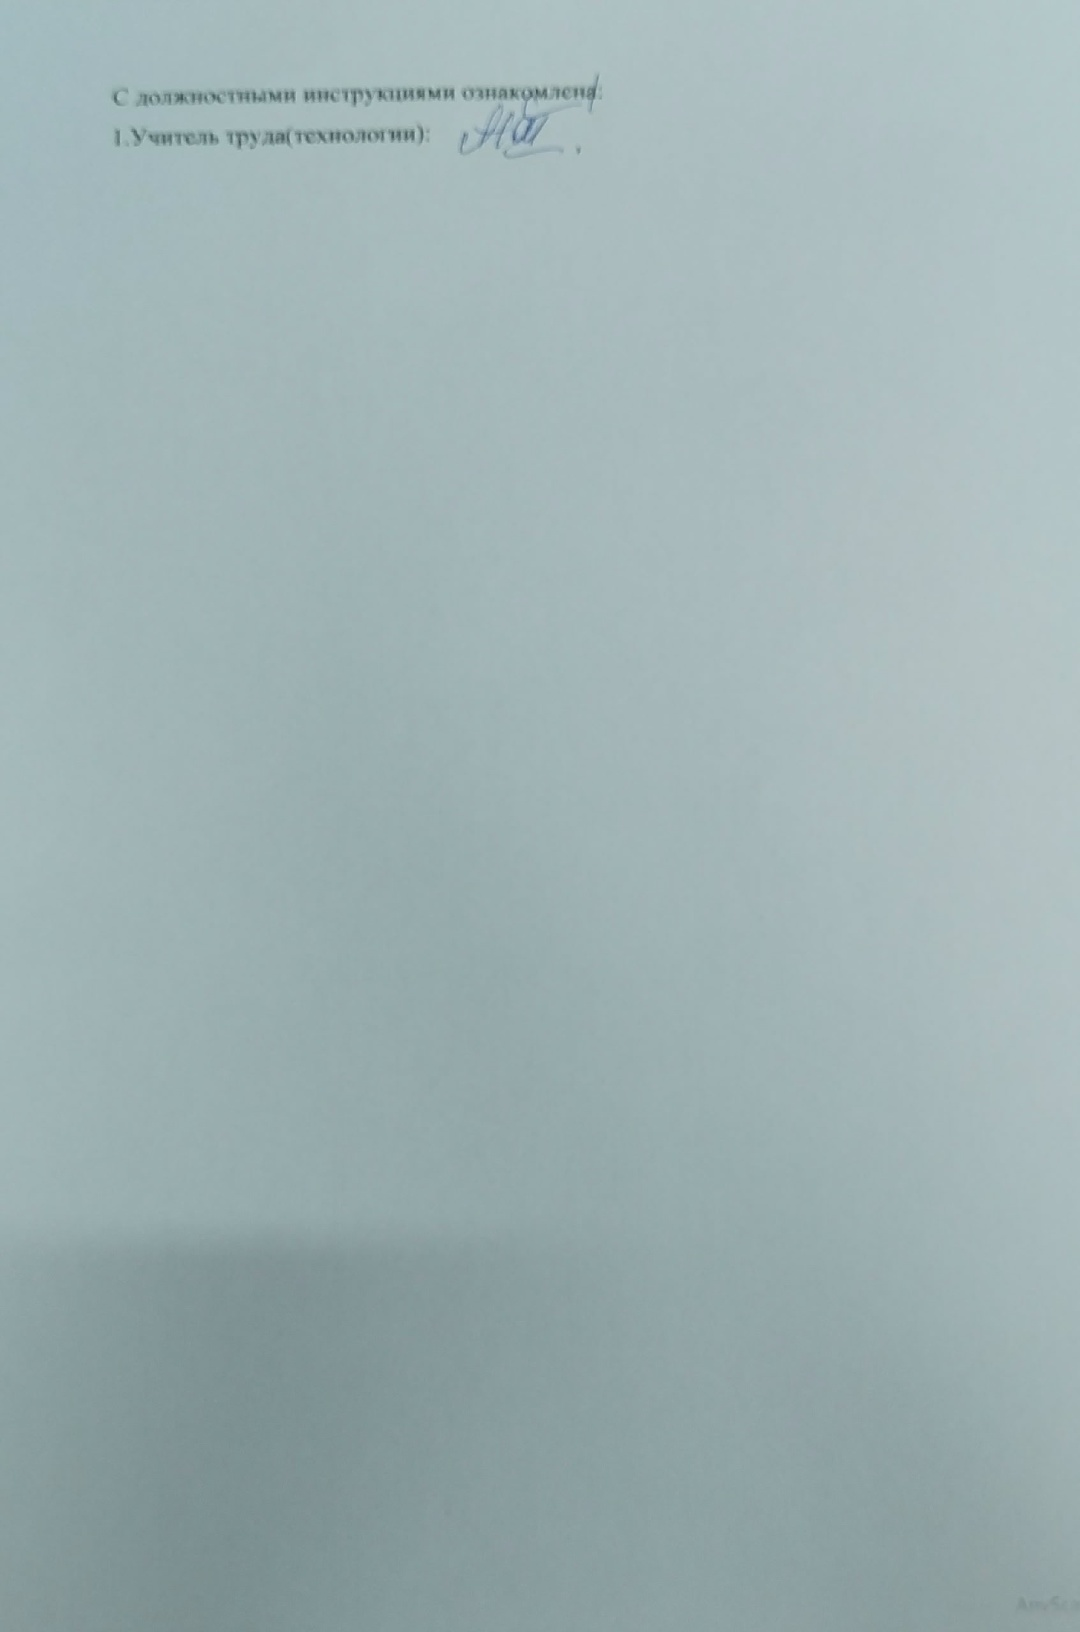 С должностными инструкциями ознакомлена:
1.Учитель труда(технологии):